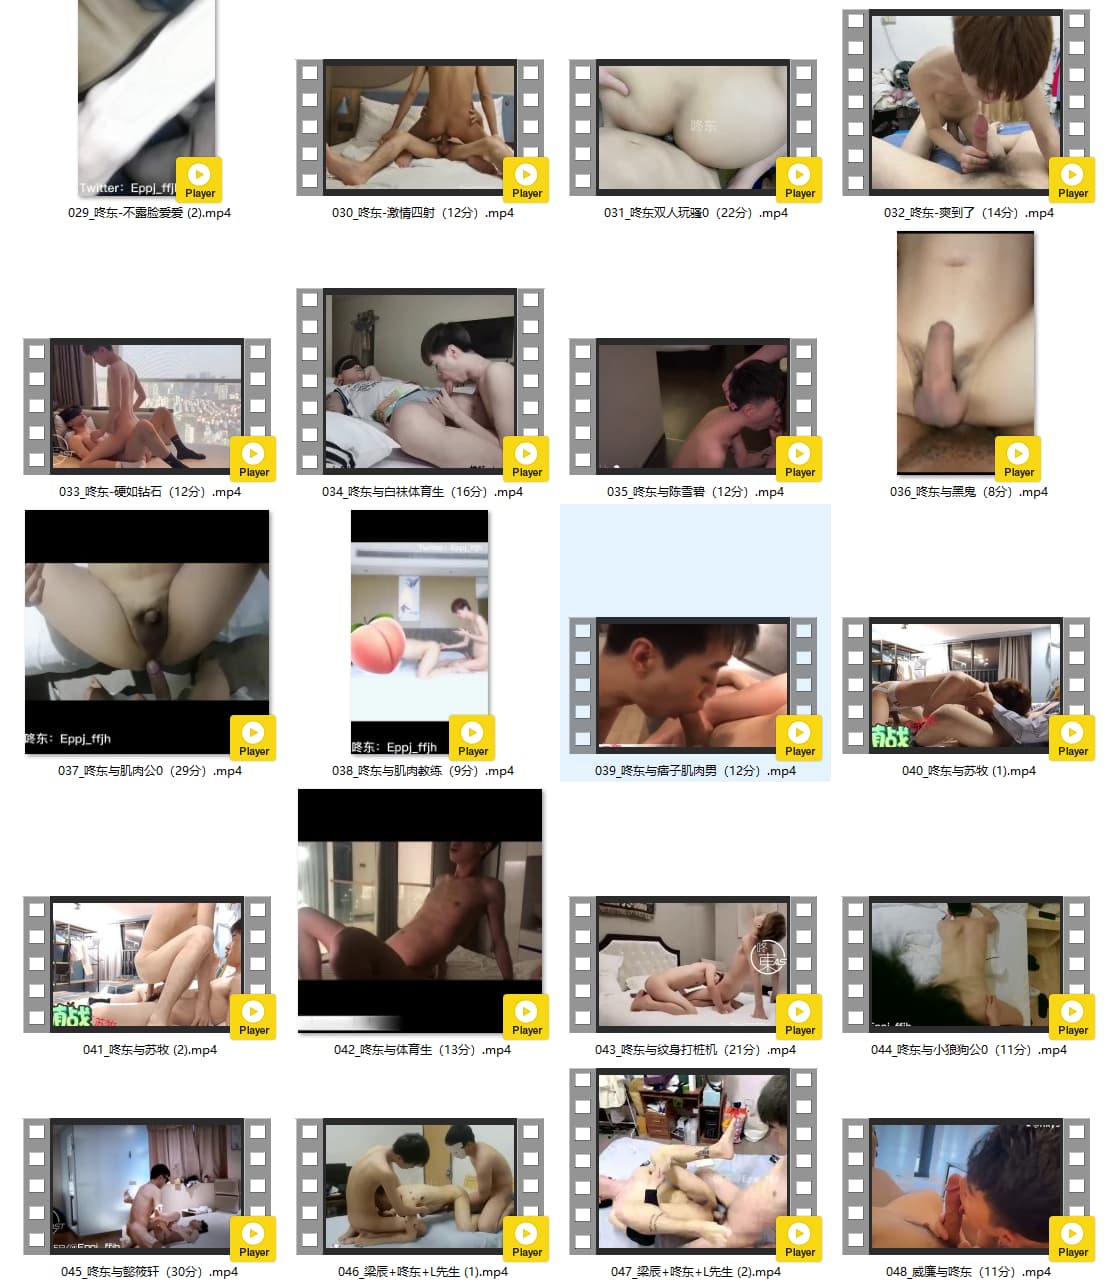 Twitter：Eppj_ffj
Player
029_咚东-不露脸爱爱 (2).mp4
Player
030_咚东-激情四射（12分）.mp4
咚东
Player
031_咚东双人玩骚0（22分）.mp4
Player
032_咚东-爽到了（14分）.mp4
Player
033_咚东-硬如钻石（12分）.mp4
Player
034_咚东与白袜体育生（16分）.mp4
Player
035_咚东与陈雪碧（12分）.mp4
Player
036_咚东与黑鬼（8分）.mp4
咚东：Eppj_ffjh
Player
037_咚东与肌肉公0（29分）.mp4
Twitter：Eppj_ffjh
咚东：Eppj_ffjh
Player
038_咚东与肌肉教练（9分）.mp4
Player
039_咚东与痞子肌肉男（12分）.mp4
Player
040_咚东与苏牧 (1).mp4
苏牧
Player
041_咚东与苏牧 (2).mp4
Player
042_咚东与体育生（13分）.mp4
咚
東
Player
043_咚东与纹身打桩机（21分）.mp4
Player
044_咚东与小狼狗公0（11分）.mp4
Player
045_咚东与懿筱轩（30分）.mp4
Player
046_梁辰+咚东+L先生 (1).mp4
Player
047_梁辰+咚东+L先生 (2).mp4
Player
048_威廉与咚东（11分）.mp4